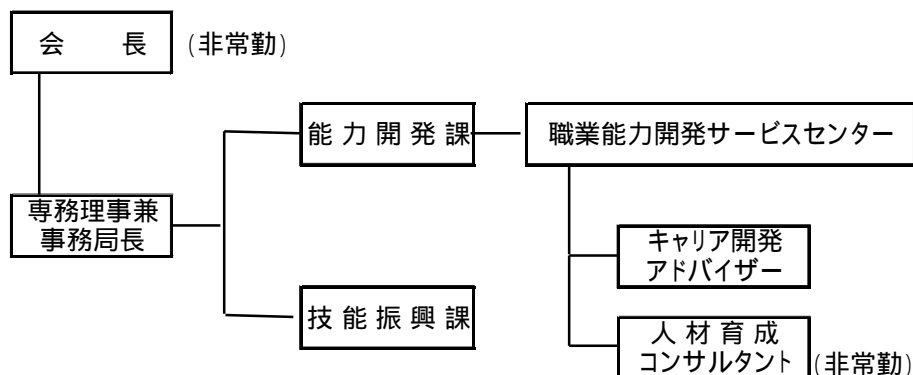 会 長 (非常勤)
能力開発課
職業能力開発サービスセンター
専務理事兼
事務局長
キャリア開発
アドバイザー
技能振興課
人材育成
コンサルタント (非常勤)